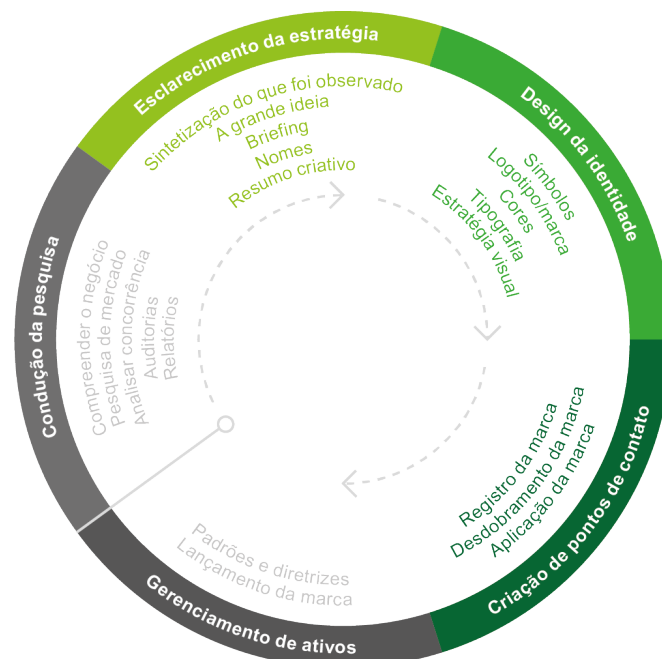 Condução da pesquisa
Compreender o negócio
Pesquisa de mercado
Analisar concorrência
Auditorias
Relatórios
Esclarecimento da estratégia
Sintetização do que foi observado
A grande ideia
Briefing
Nomes
Resumo criativo
Design da identidade
Símbolos
Logotipo/marca
Cores
Tipografia
Estratégia visual
Criação de pontos de contato
Registro da marca
Desdobramento da marca
Aplicação da marca
Gerenciamento de ativos
Padrões e diretrizes
Lançamento da marca